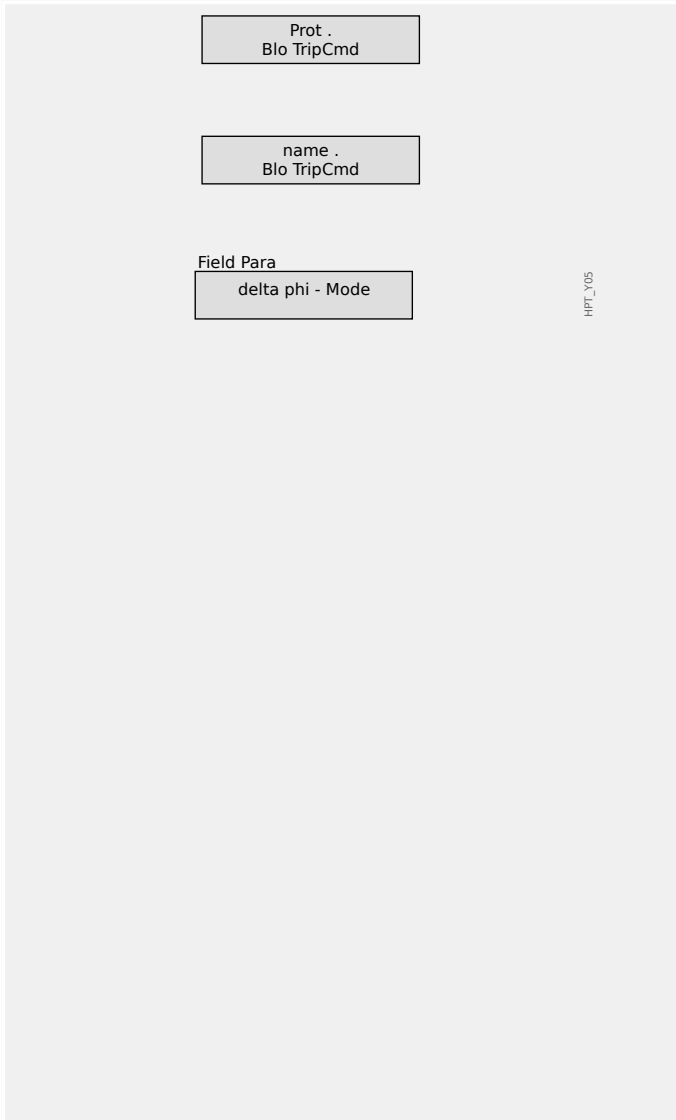 Prot .
Blo TripCmd
name .
Blo TripCmd
Field Para
delta phi - Mode
HPT_Y05